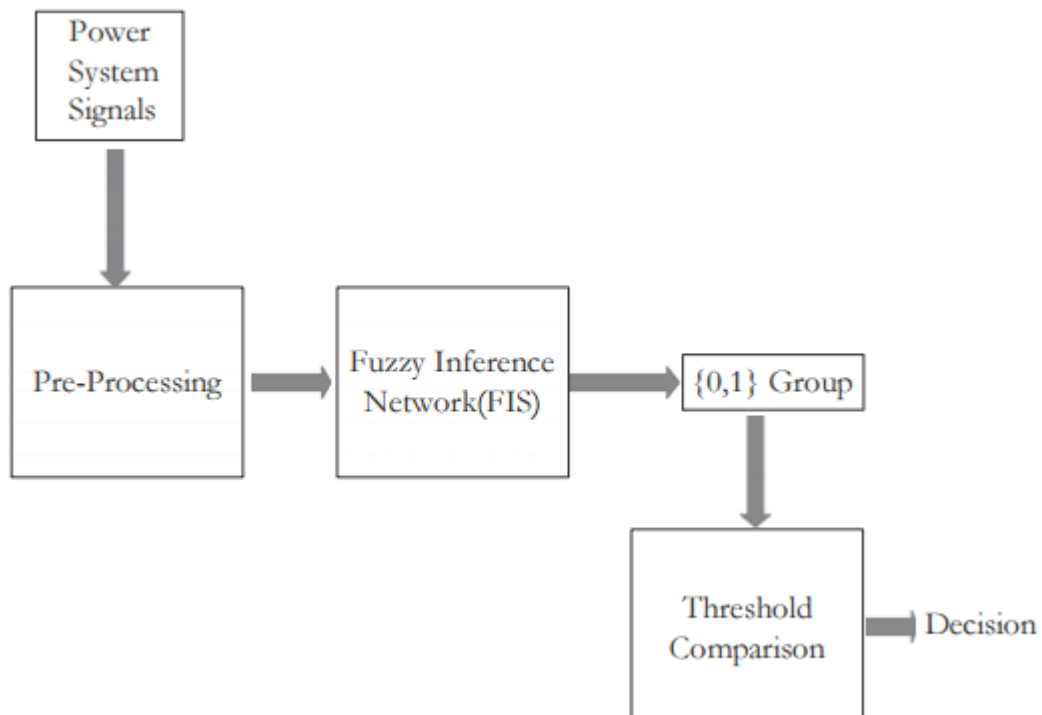 Power
System
Signals
Pre-Processing
Fuzzy Inference
Network(FIS)
{0,1} Group
Threshold
Comparison
Decision